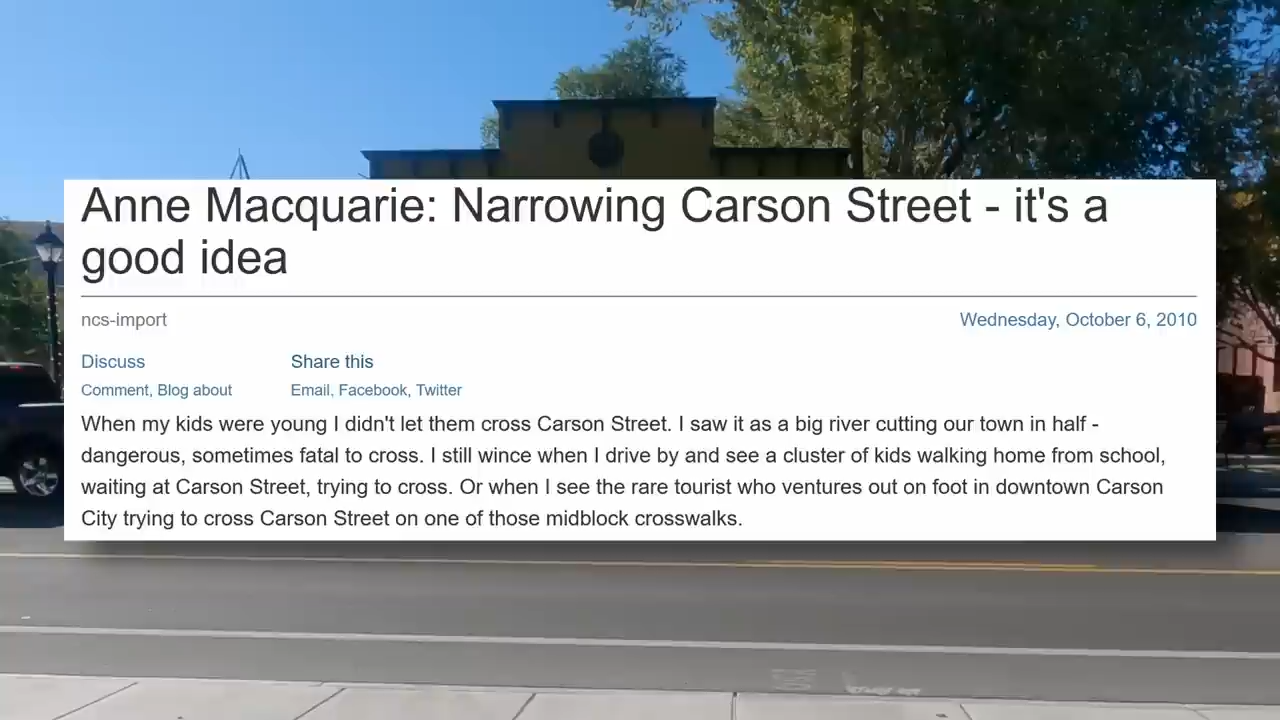 Anne Macquarie: Narrowing Carson Street - it's a
good idea
ncs-import
Wednesday, October 6, 2010
Discuss
Share this
Comment, Blog about
Email, Facebook, Twitter
When my kids were young I didn't let them cross Carson Street. I saw it as a big river cutting our town in half -
dangerous, sometimes fatal to cross. I still wince when I drive by and see a cluster of kids walking home from school,
waiting at Carson Street, trying to cross. Or when I see the rare tourist who ventures out on foot in downtown Carson
City trying to cross Carson Street on one of those midblock crosswalks.